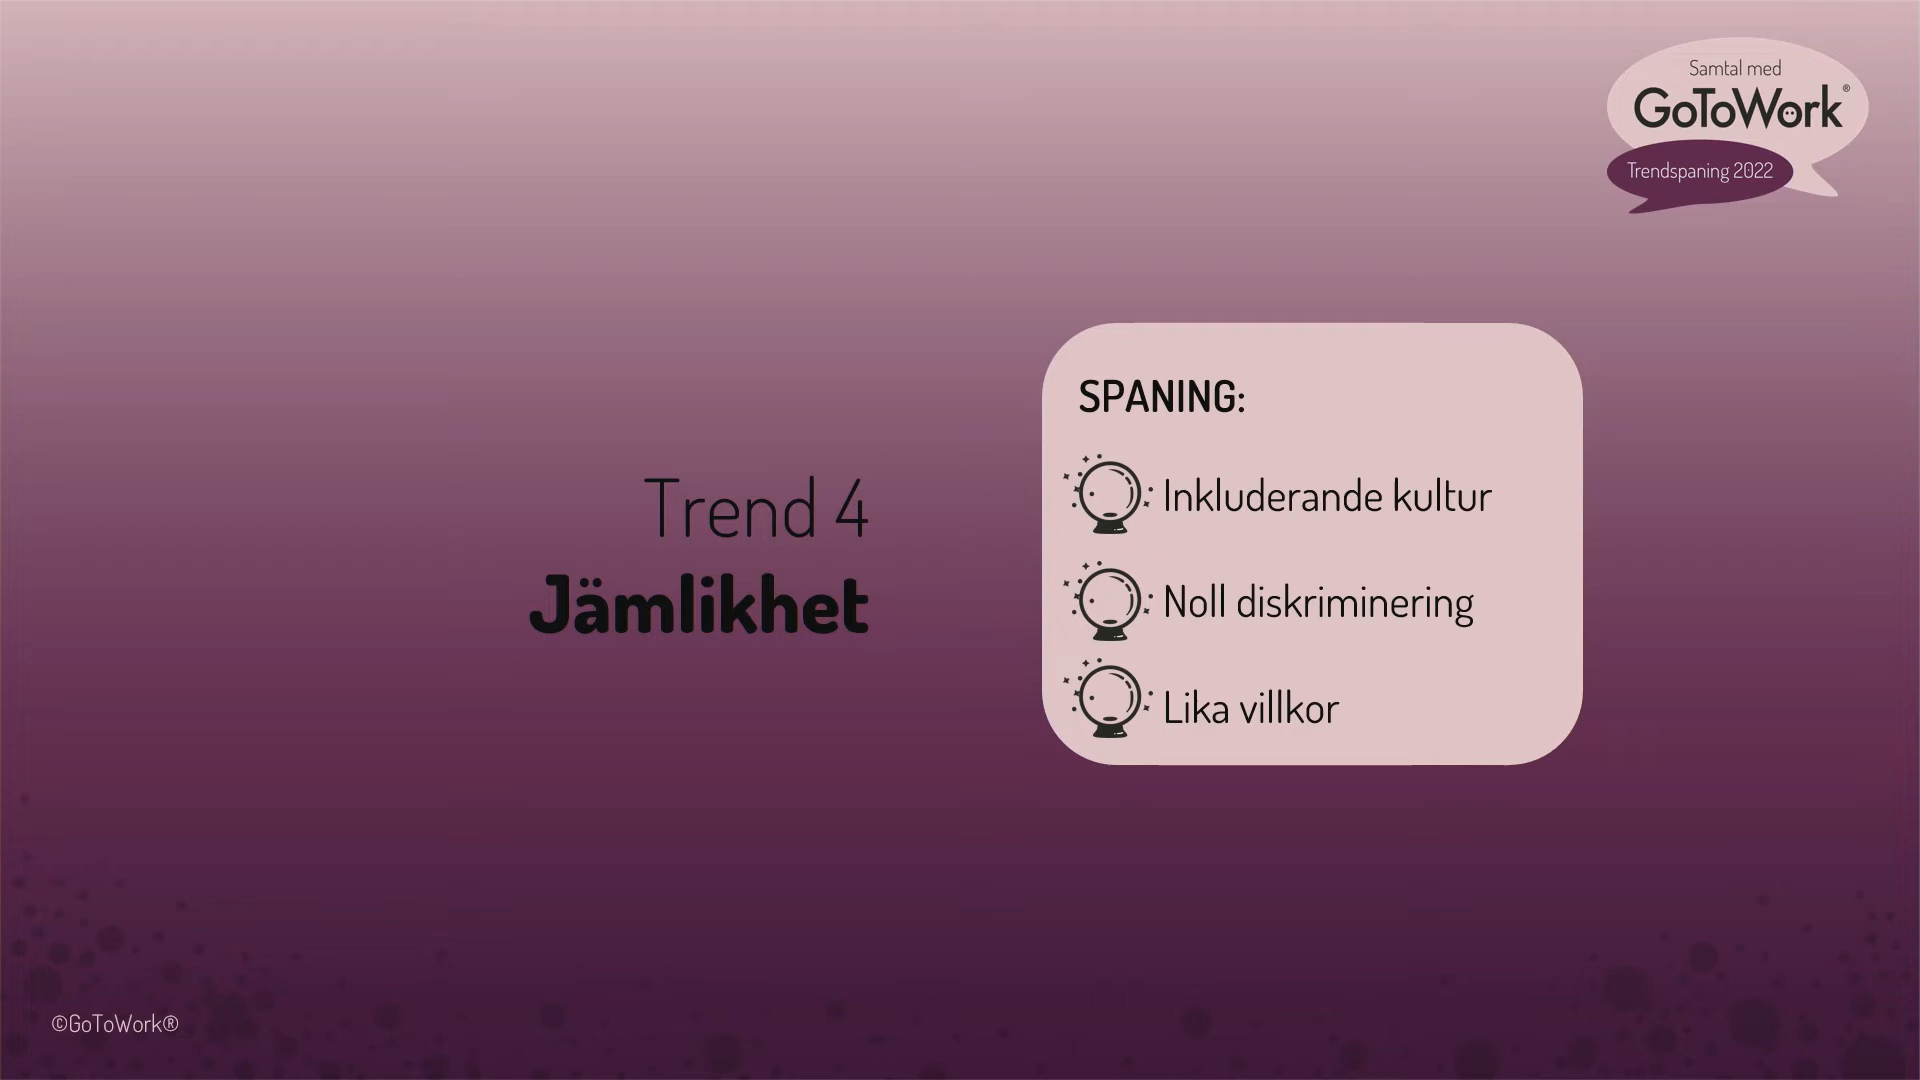 Samtal med
GoToWork®
Trendspaning 2022
Trend 4
Jämlikhet
SPANING:
Inkluderande kultur
Noll diskriminering
Lika villkor
©GoToWork®